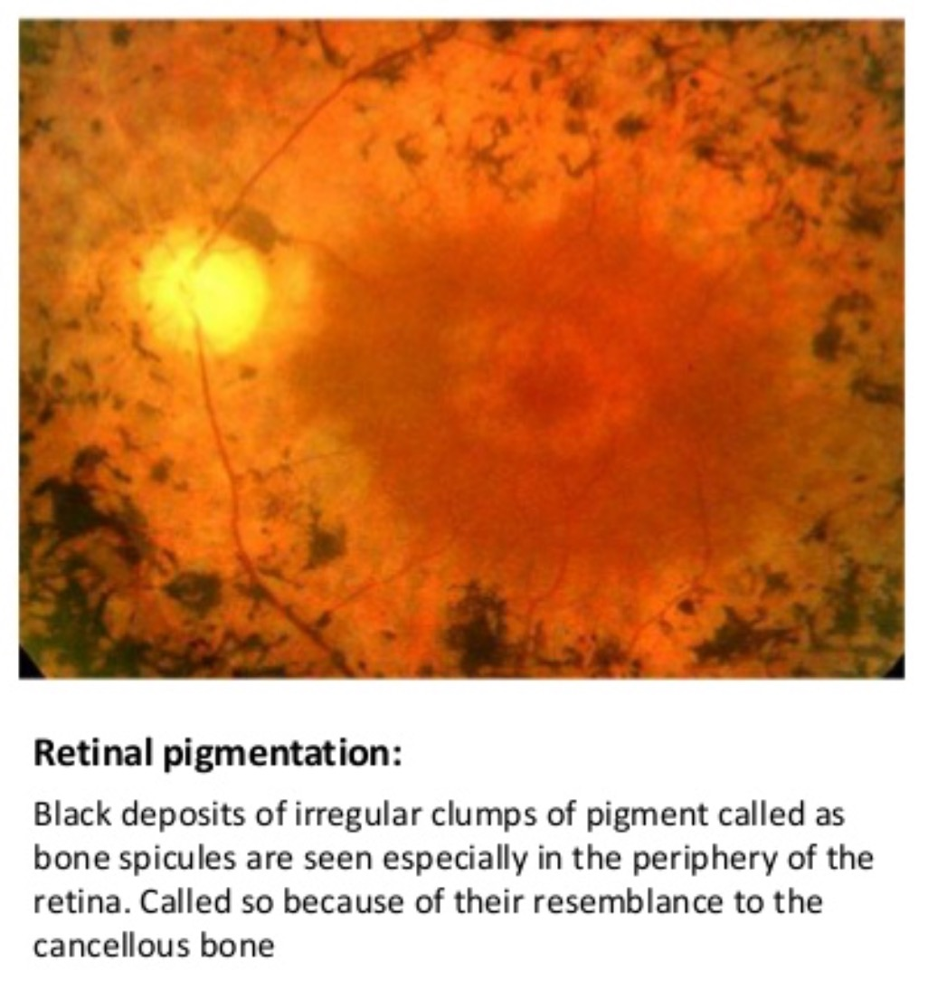 Retinal pigmentation:
Black deposits of irregular clumps of pigment called as
bone spicules are seen especially in the periphery of the
retina. Called so because of their resemblance to the
cancellous bone